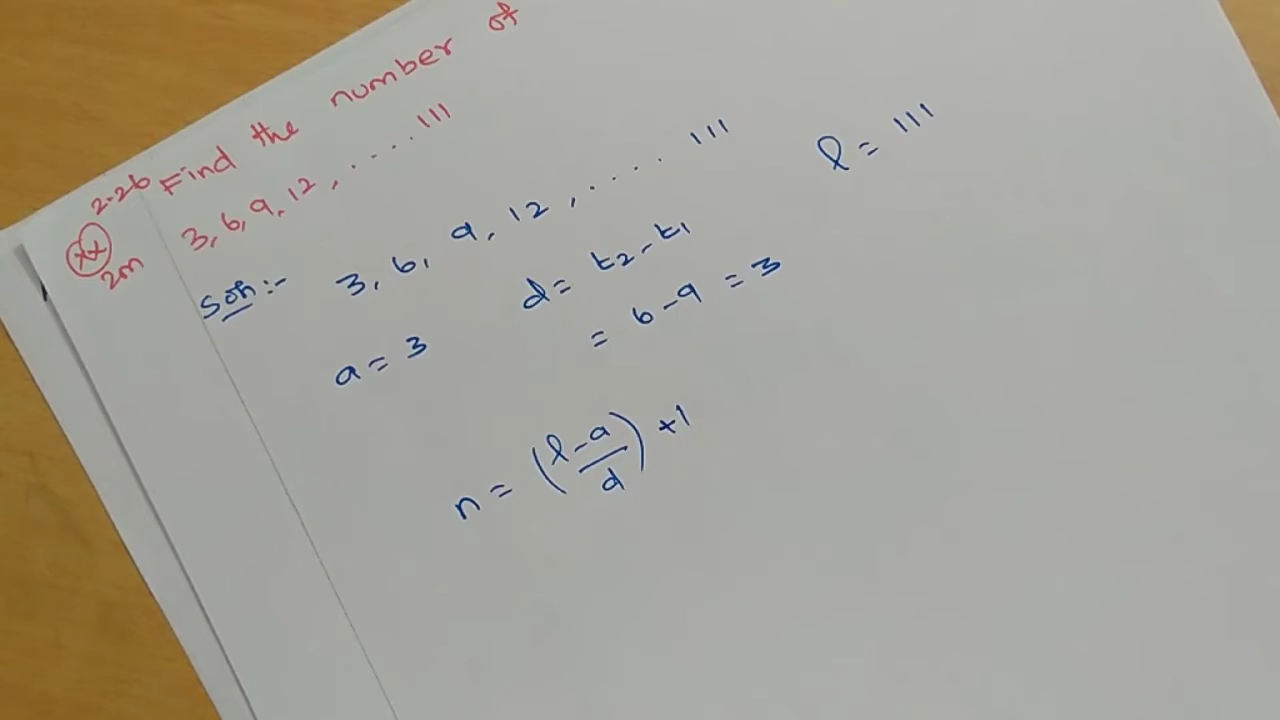 2.26 Find the number of
xx
2m
3, 6, 9, 12, .... 111
Soln:- 3, 6, 9, 12, .... 111 l = 111
a = 3 d = t2 - t1
= 6 - 9 = 3
n = (l-a/d) + 1